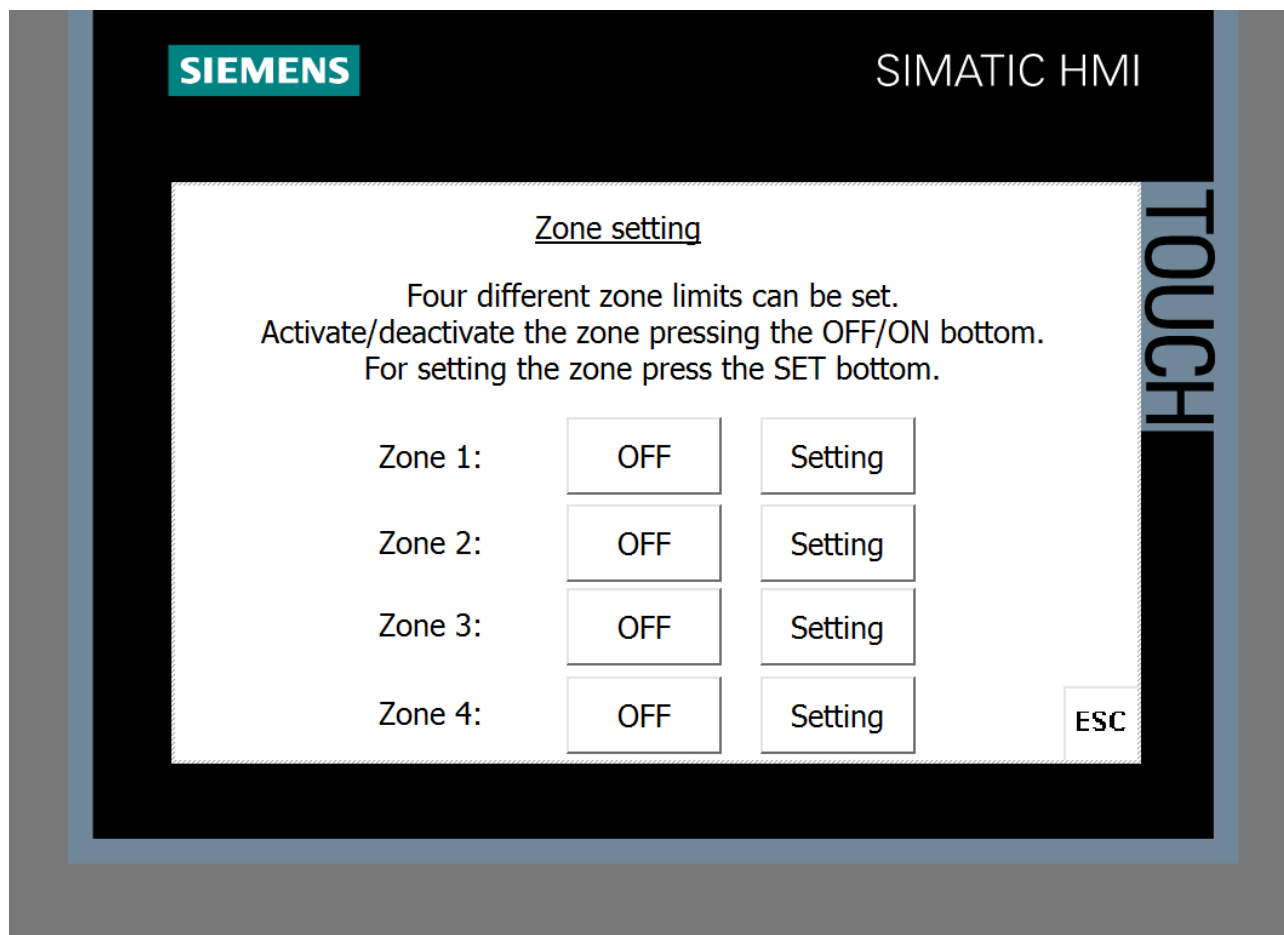 SIEMENS
SIMATIC HMI
TOUCH
Zone setting
Four different zone limits can be set.
Activate/deactivate the zone pressing the OFF/ON bottom.
For setting the zone press the SET bottom.
Zone 1: OFF Setting
Zone 2: OFF Setting
Zone 3: OFF Setting
Zone 4: OFF Setting
ESC